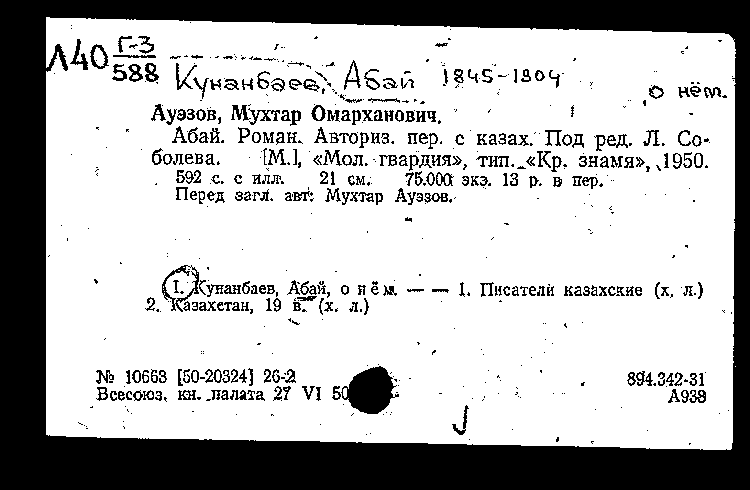 Л40 Г-3
588
Кунанбаев, Абай 1845-1904
о нём.
Ауэзов, Мухтар Омарханович.
Абай. Роман. Авториз. пер. с казах. Под ред. Л. Со-
болева. [М.], «Мол. гвардия», тип. «Кр. знамя», 1950.
592 с. с илл. 21 см. 75.000 экз. 13 р. в пер.
Перед загл. авт: Мухтар Ауэзов.
I. Кунанбаев, Абай, о нём. — — 1. Писатели казахские (х. л.)
2. Казахстан, 19 в. (х. л.)
№ 10663 [50-20324] 26-2 894.342-31
Всесоюз. кн. палата 27 VI 50 А938